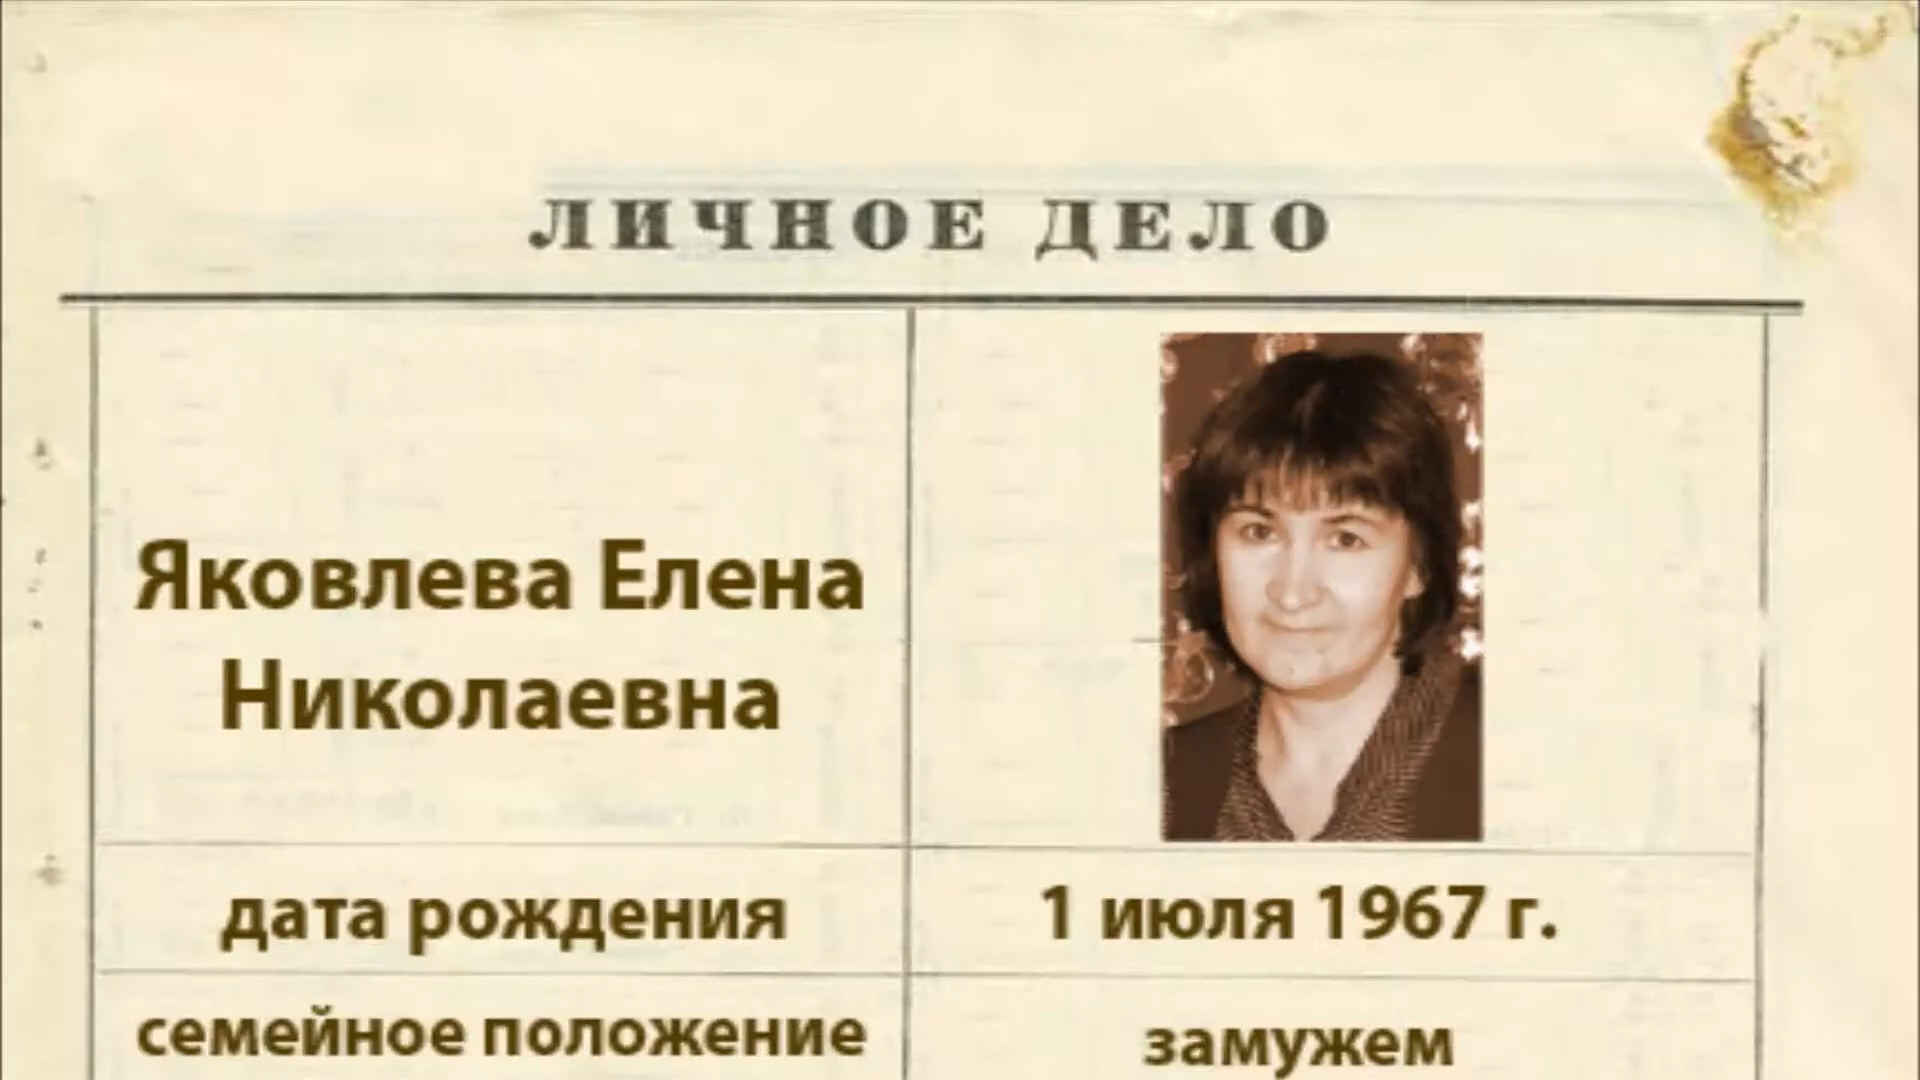 ЛИЧНОЕ ДЕЛО
Яковлева Елена
Николаевна
дата рождения
1 июля 1967 г.
семейное положение
замужем